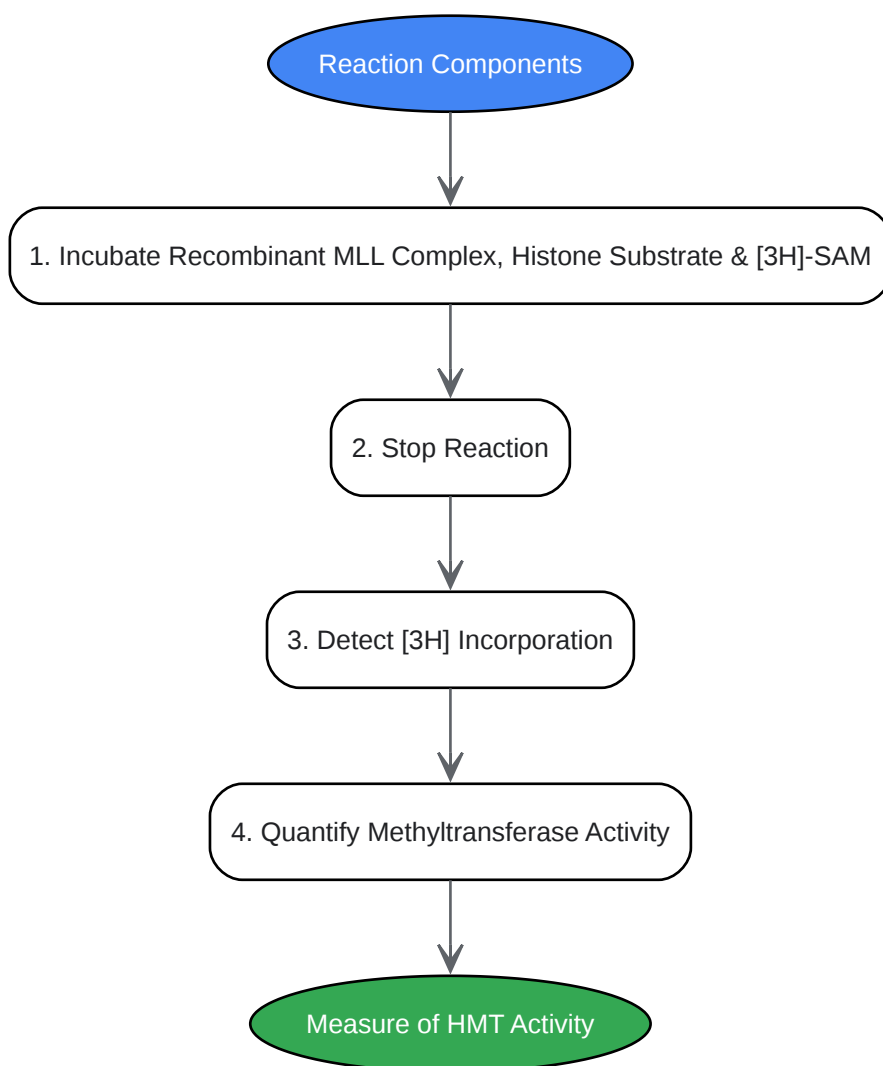 Reaction Components
1. Incubate Recombinant MLL Complex, Histone Substrate & [3H]-SAM
2. Stop Reaction
3. Detect [3H] Incorporation
4. Quantify Methyltransferase Activity
Measure of HMT Activity